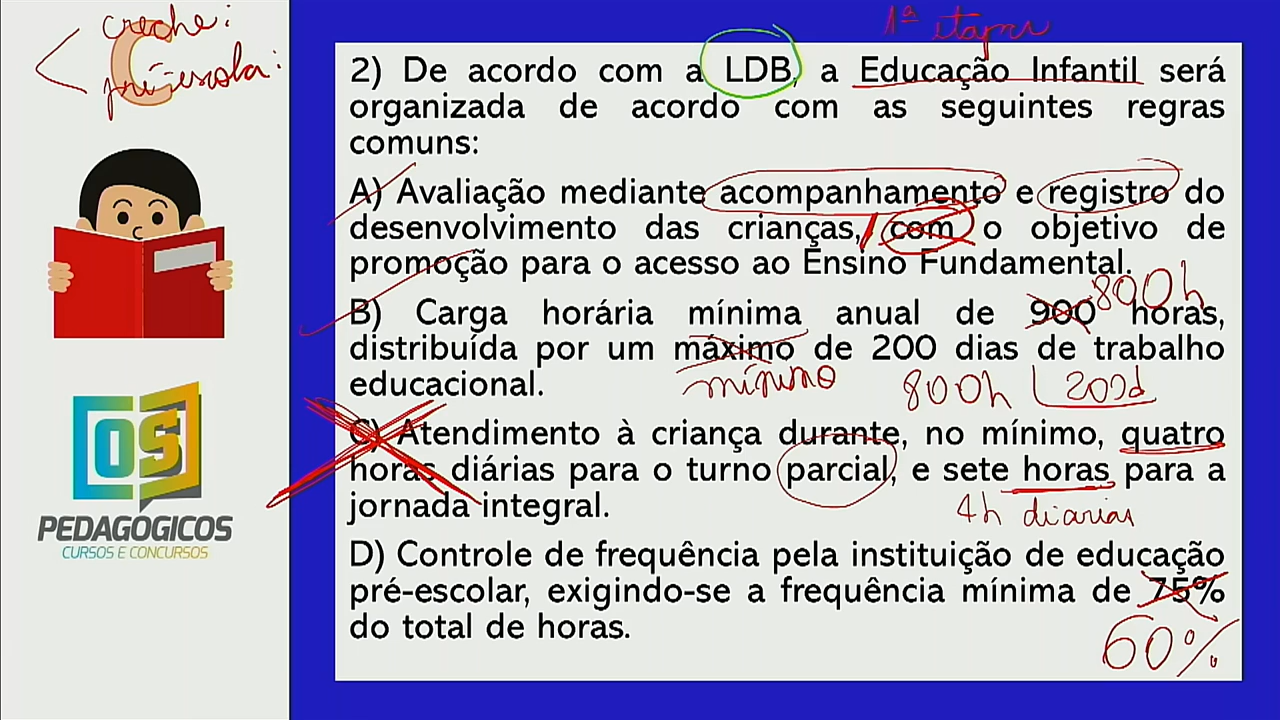 creche:
pré-escola:
1ª etapa
2) De acordo com a LDB, a Educação Infantil será
organizada de acordo com as seguintes regras
comuns:
A) Avaliação mediante acompanhamento e registro do
desenvolvimento das crianças, com o objetivo de
promoção para o acesso ao Ensino Fundamental.
800h
B) Carga horária mínima anual de 900 horas,
distribuída por um máximo de 200 dias de trabalho
educacional.
mínimo 800h 200d
C) Atendimento à criança durante, no mínimo, quatro
horas diárias para o turno parcial, e sete horas para a
jornada integral.
4h diárias
D) Controle de frequência pela instituição de educação
pré-escolar, exigindo-se a frequência mínima de 75%
do total de horas.
60%
OS
PEDAGÓGICOS
CURSOS E CONCURSOS